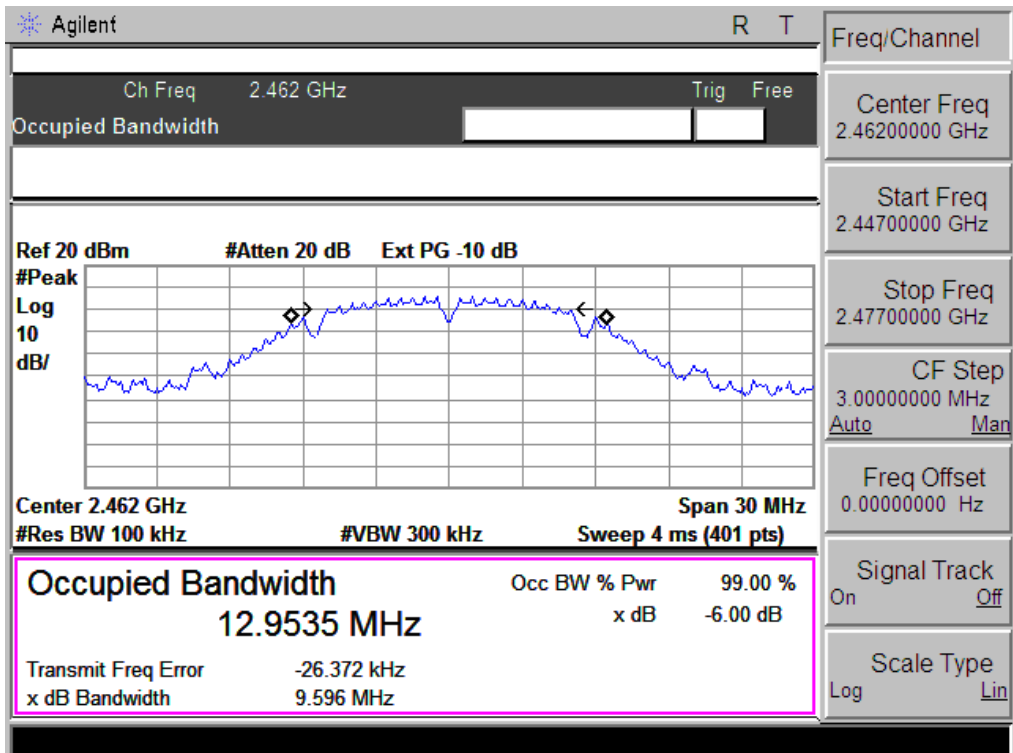 Agilent R T
Ch Freq 2.462 GHz Trig Free
Occupied Bandwidth
Ref 20 dBm #Atten 20 dB Ext PG -10 dB
#Peak
Log
10
dB/
Center 2.462 GHz Span 30 MHz
#Res BW 100 kHz #VBW 300 kHz Sweep 4 ms (401 pts)
Occupied Bandwidth Occ BW % Pwr 99.00 %
12.9535 MHz x dB -6.00 dB
Transmit Freq Error -26.372 kHz
x dB Bandwidth 9.596 MHz
Freq/Channel
Center Freq
2.46200000 GHz
Start Freq
2.44700000 GHz
Stop Freq
2.47700000 GHz
CF Step
3.00000000 MHz
Auto Man
Freq Offset
0.00000000 Hz
Signal Track
On Off
Scale Type
Log Lin